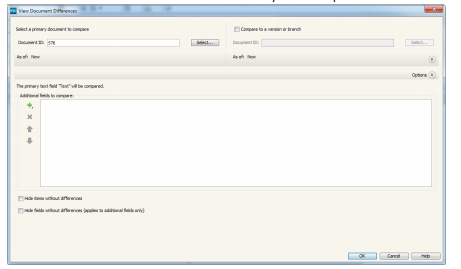 View Document Differences
Select a primary document to compare
Compare to a version or branch
Document ID: 576
Select...
Document ID:
Select...
As of: Now
As of: Now
Options
The primary text field "Text" will be compared.
Additional fields to compare:
Hide items without differences
Hide fields without differences (applies to additional fields only)
OK
Cancel
Help